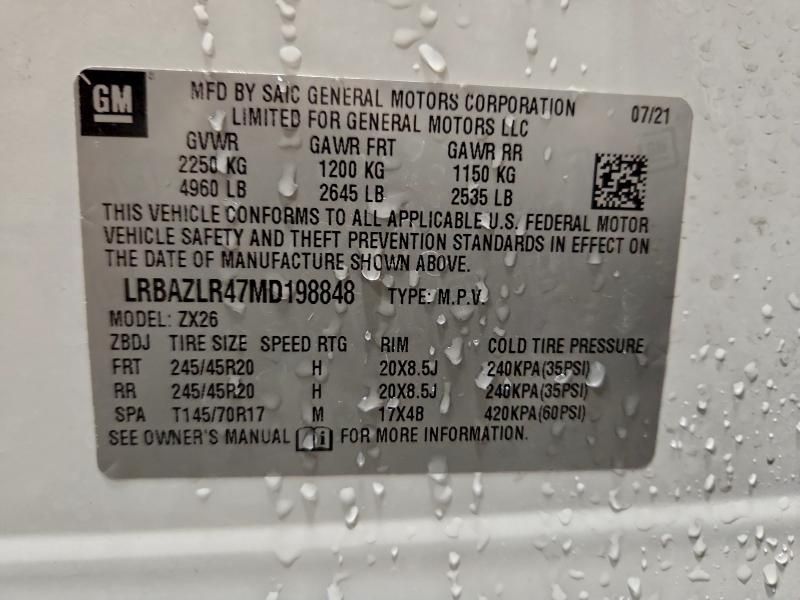 GM
MFD BY SAIC GENERAL MOTORS CORPORATION
LIMITED FOR GENERAL MOTORS LLC
07/21
GVWR GAWR FRT GAWR RR
2250 KG 1200 KG 1150 KG
4960 LB 2645 LB 2535 LB
THIS VEHICLE CONFORMS TO ALL APPLICABLE U.S. FEDERAL MOTOR
VEHICLE SAFETY AND THEFT PREVENTION STANDARDS IN EFFECT ON
THE DATE OF MANUFACTURE SHOWN ABOVE.
LRBAZLR47MD198848 TYPE: M.P.V.
MODEL: ZX26
ZBDJ TIRE SIZE SPEED RTG RIM COLD TIRE PRESSURE
FRT 245/45R20 H 20X8.5J 240KPA(35PSI)
RR 245/45R20 H 20X8.5J 240KPA(35PSI)
SPA T145/70R17 M 17X4B 420KPA(60PSI)
SEE OWNER'S MANUAL i FOR MORE INFORMATION.